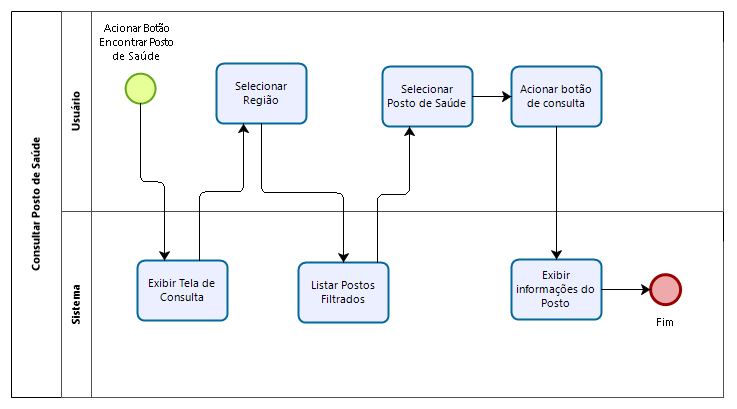 Consultar Posto de Saúde
Usuário
Acionar Botão
Encontrar Posto
de Saúde
Selecionar
Região
Selecionar
Posto de Saúde
Acionar botão
de consulta
Sistema
Exibir Tela de
Consulta
Listar Postos
Filtrados
Exibir
informações do
Posto
Fim